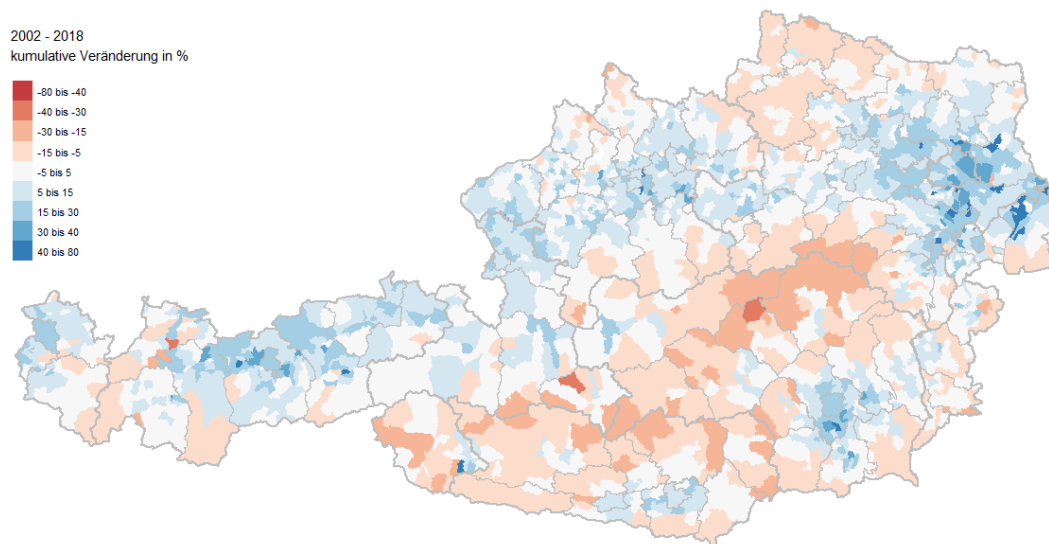 2002 - 2018
kumulative Veränderung in %
-80 bis -40
-40 bis -30
-30 bis -15
-15 bis -5
-5 bis 5
5 bis 15
15 bis 30
30 bis 40
40 bis 80